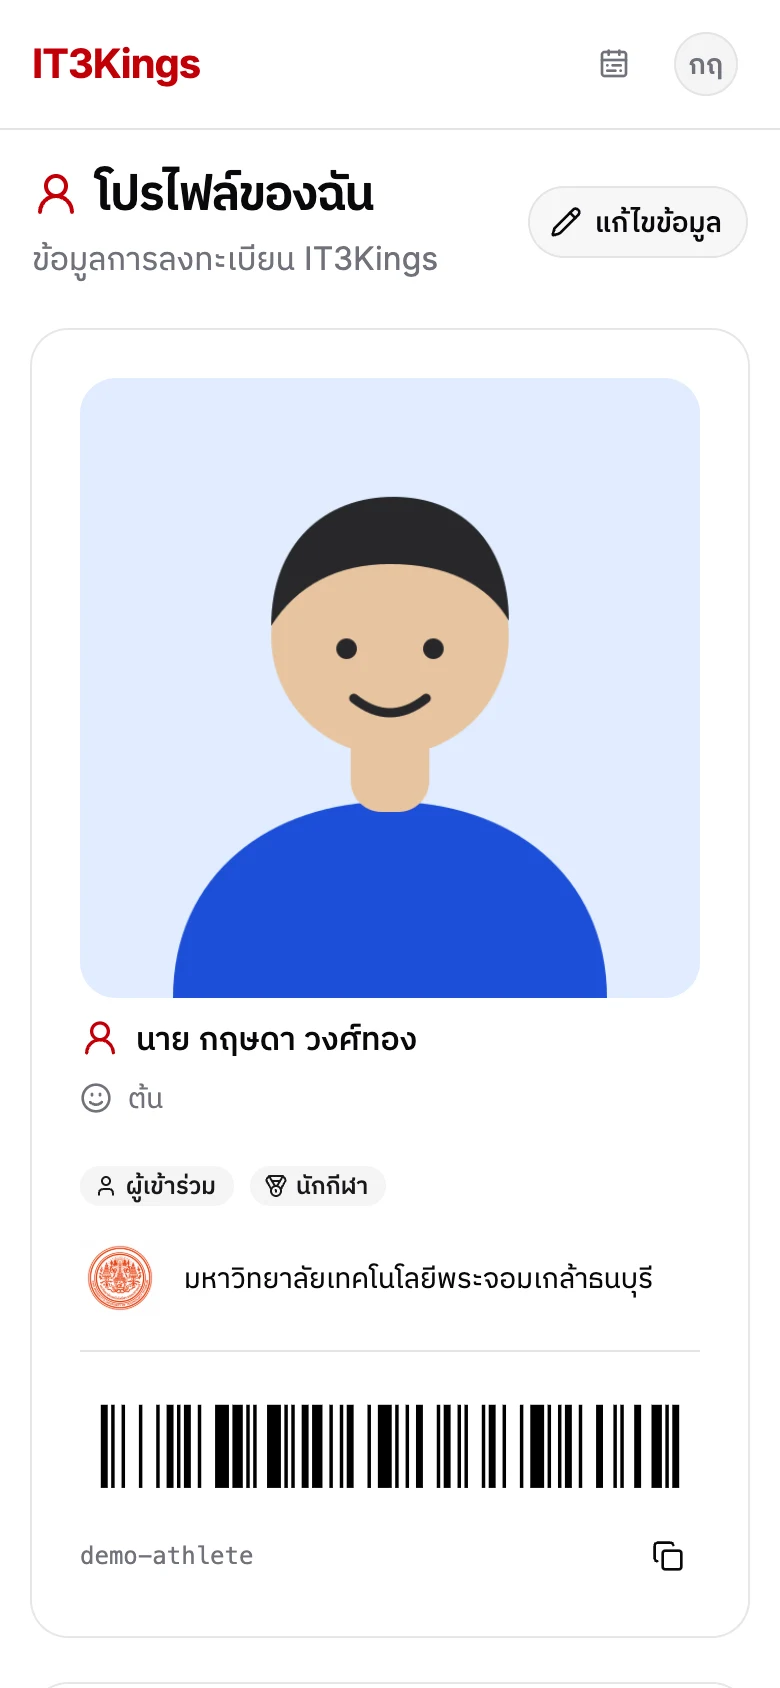 IT3Kings
กฤ
โปรไฟล์ของฉัน
แก้ไขข้อมูล
ข้อมูลการลงทะเบียน IT3Kings
นาย กฤษดา วงศ์ทอง
ต้น
ผู้เข้าร่วม
นักกีฬา
มหาวิทยาลัยเทคโนโลยีพระจอมเกล้าธนบุรี
demo-athlete